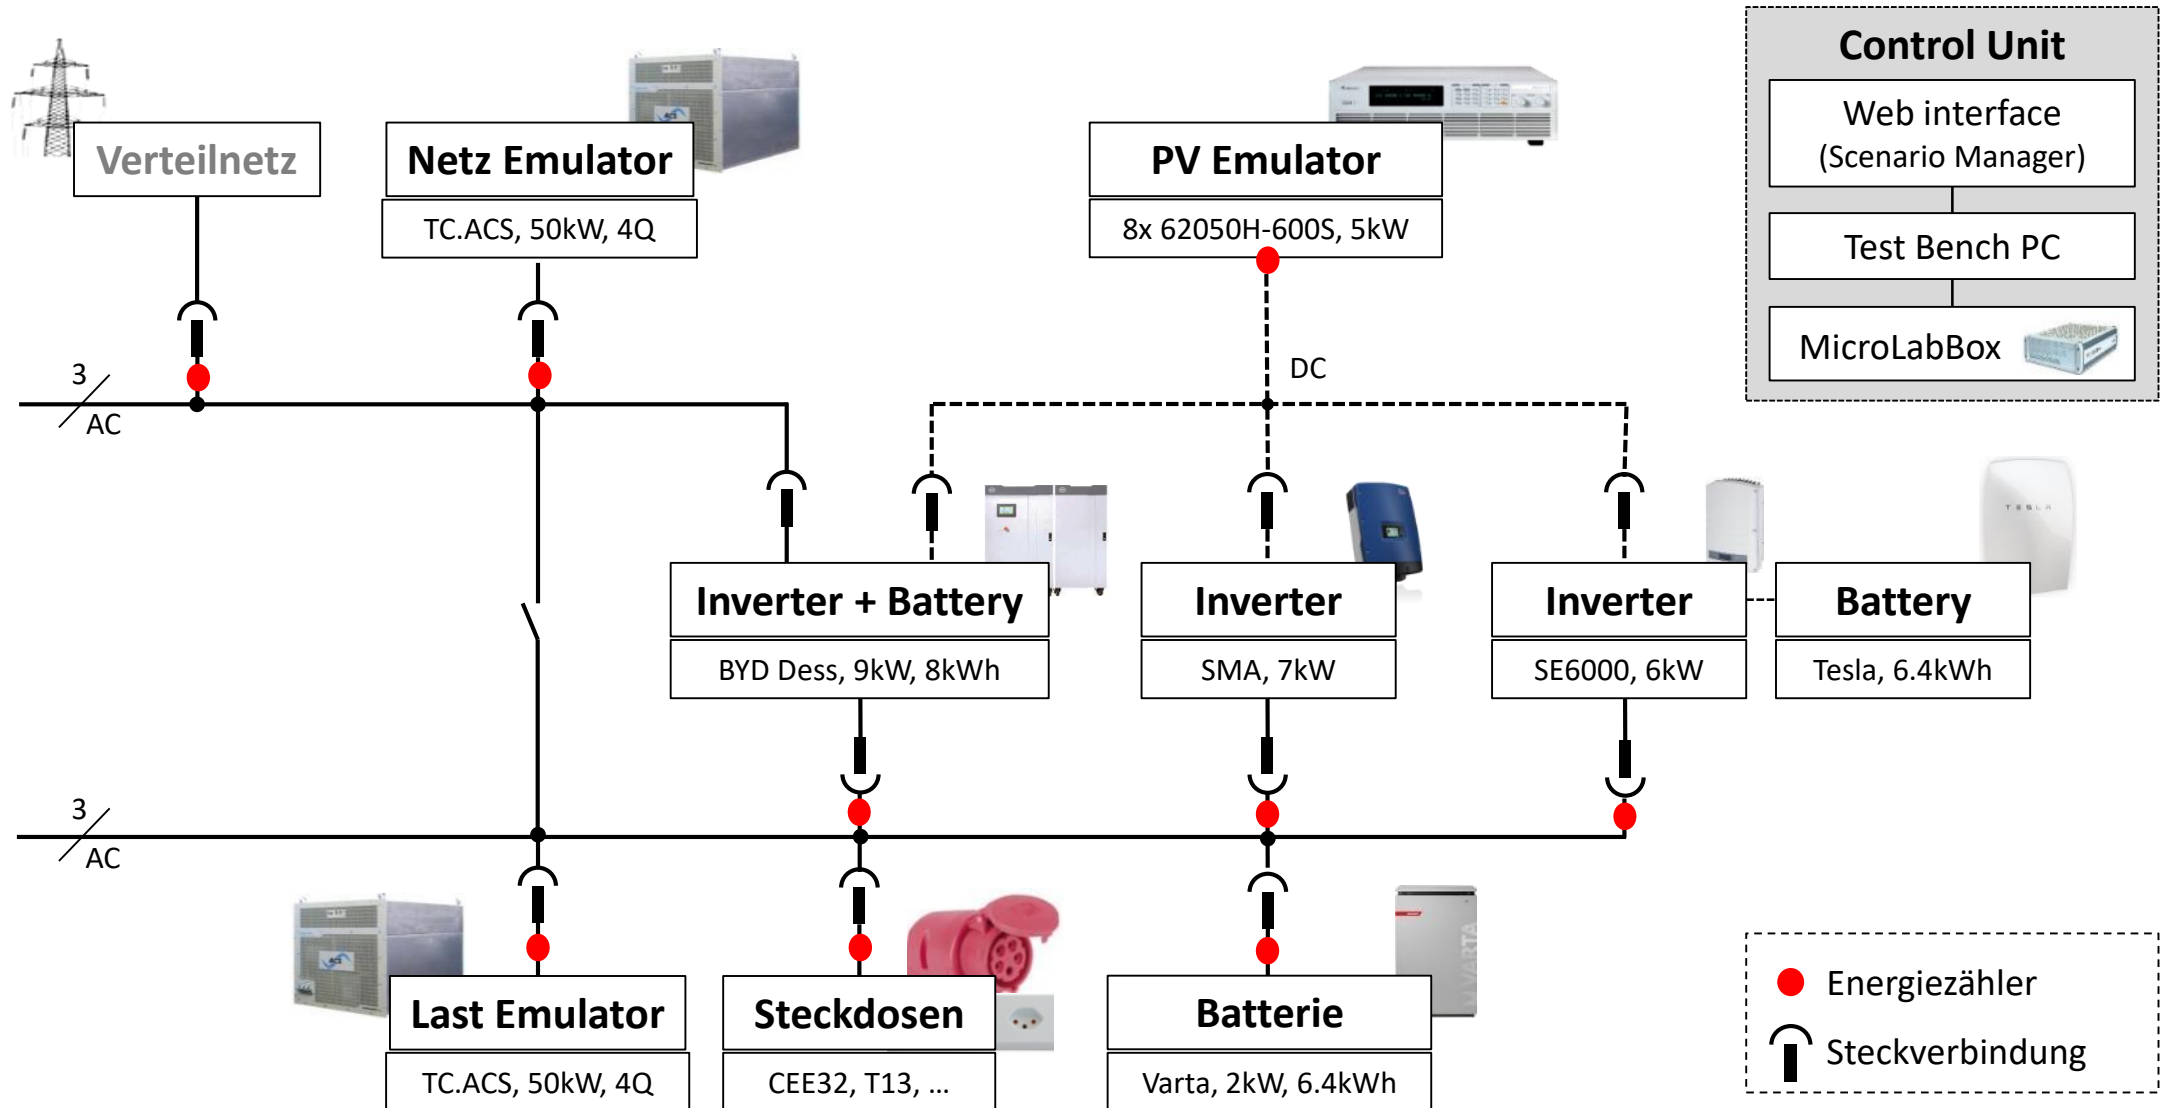 Control Unit
Web interface
(Scenario Manager)
Test Bench PC
MicroLabBox
Verteilnetz
Netz Emulator
TC.ACS, 50kW, 4Q
PV Emulator
8x 62050H-600S, 5kW
3
AC
DC
TESLA
Inverter + Battery
BYD Dess, 9kW, 8kWh
Inverter
SMA, 7kW
Inverter
SE6000, 6kW
Battery
Tesla, 6.4kWh
3
AC
ACS
VARTA
Last Emulator
TC.ACS, 50kW, 4Q
Steckdosen
CEE32, T13, ...
Batterie
Varta, 2kW, 6.4kWh
Energiezähler
Steckverbindung